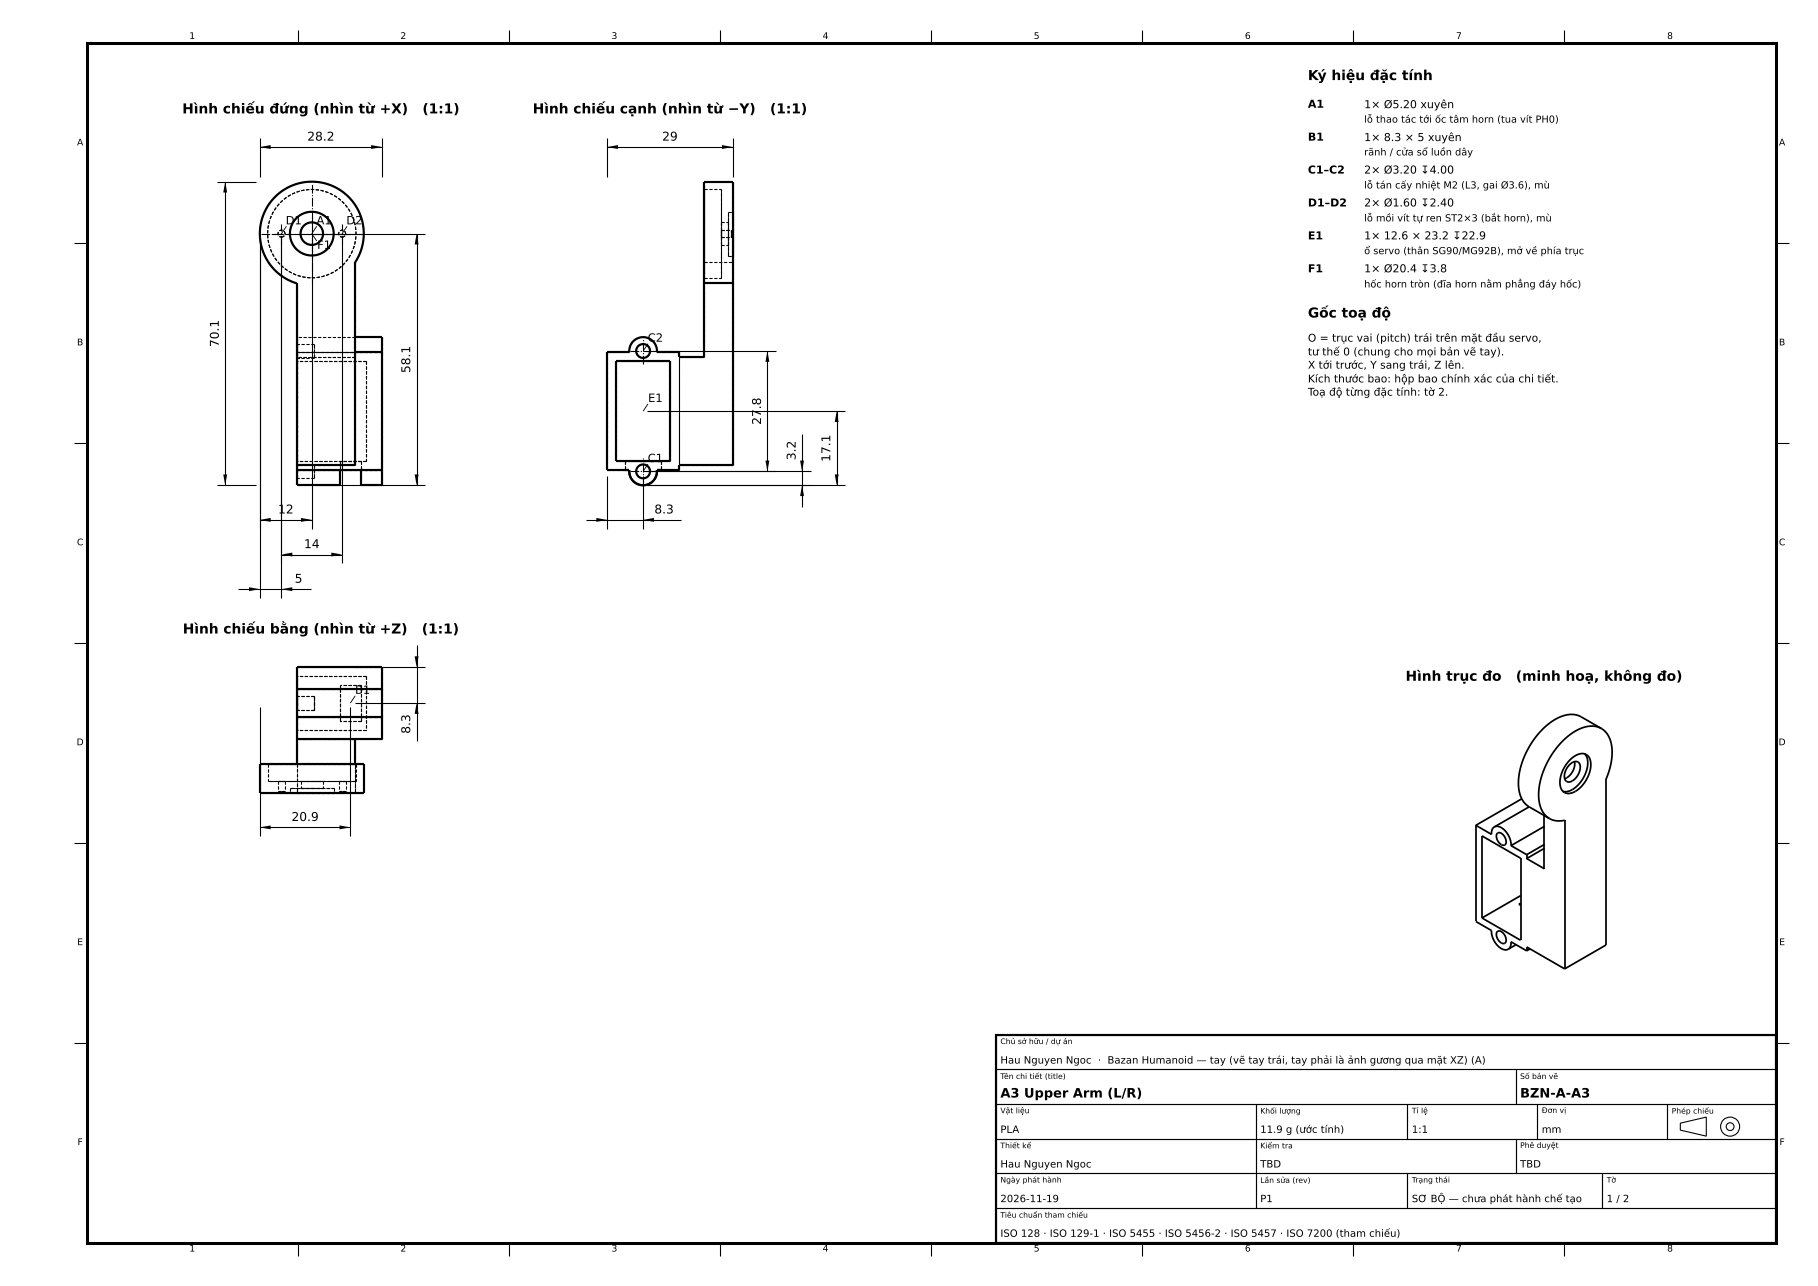 1 2 3 4 5 6 7 8
Ký hiệu đặc tính
Hình chiếu đứng (nhìn từ +X) (1:1)
Hình chiếu cạnh (nhìn từ −Y) (1:1)
A1 1× Ø5.20 xuyên
lỗ thao tác tới ốc tâm horn (tua vít PH0)
B1 1× 8.3 × 5 xuyên
rãnh / cửa sổ luồn dây
C1–C2 2× Ø3.20 ↧4.00
lỗ tán cấy nhiệt M2 (L3, gai Ø3.6), mù
D1–D2 2× Ø1.60 ↧2.40
lỗ mồi vít tự ren ST2×3 (bắt horn), mù
E1 1× 12.6 × 23.2 ↧22.9
ổ servo (thân SG90/MG92B), mở về phía trục
F1 1× Ø20.4 ↧3.8
hốc horn tròn (đĩa horn nằm phẳng đáy hốc)
Gốc toạ độ
O = trục vai (pitch) trái trên mặt đầu servo,
tư thế 0 (chung cho mọi bản vẽ tay).
X tới trước, Y sang trái, Z lên.
Kích thước bao: hộp bao chính xác của chi tiết.
Toạ độ từng đặc tính: tờ 2.
28.2
D1 A1 D2
F1
70.1
58.1
12
14
5
29
C2
E1
C1
27.8
3.2
17.1
8.3
Hình chiếu bằng (nhìn từ +Z) (1:1)
B1
8.3
20.9
Hình trục đo (minh hoạ, không đo)
A A
B B
C C
D D
E E
F F
Chủ sở hữu / dự án
Hau Nguyen Ngoc · Bazan Humanoid — tay (vẽ tay trái, tay phải là ảnh gương qua mặt XZ) (A)
Tên chi tiết (title) Số bản vẽ
A3 Upper Arm (L/R) BZN-A-A3
Vật liệu Khối lượng Tỉ lệ Đơn vị Phép chiếu
PLA 11.9 g (ước tính) 1:1 mm
Thiết kế Kiểm tra Phê duyệt
Hau Nguyen Ngoc TBD TBD
Ngày phát hành Lần sửa (rev) Trạng thái Tờ
2026-11-19 P1 SƠ BỘ — chưa phát hành chế tạo 1 / 2
Tiêu chuẩn tham chiếu
ISO 128 · ISO 129-1 · ISO 5455 · ISO 5456-2 · ISO 5457 · ISO 7200 (tham chiếu)
1 2 3 4 5 6 7 8